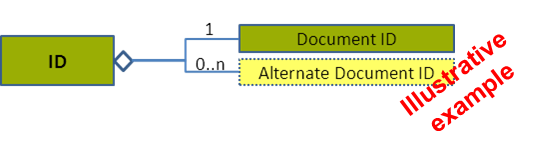 ID
1
Document ID
0..n
Alternate Document ID
Illustrative
example